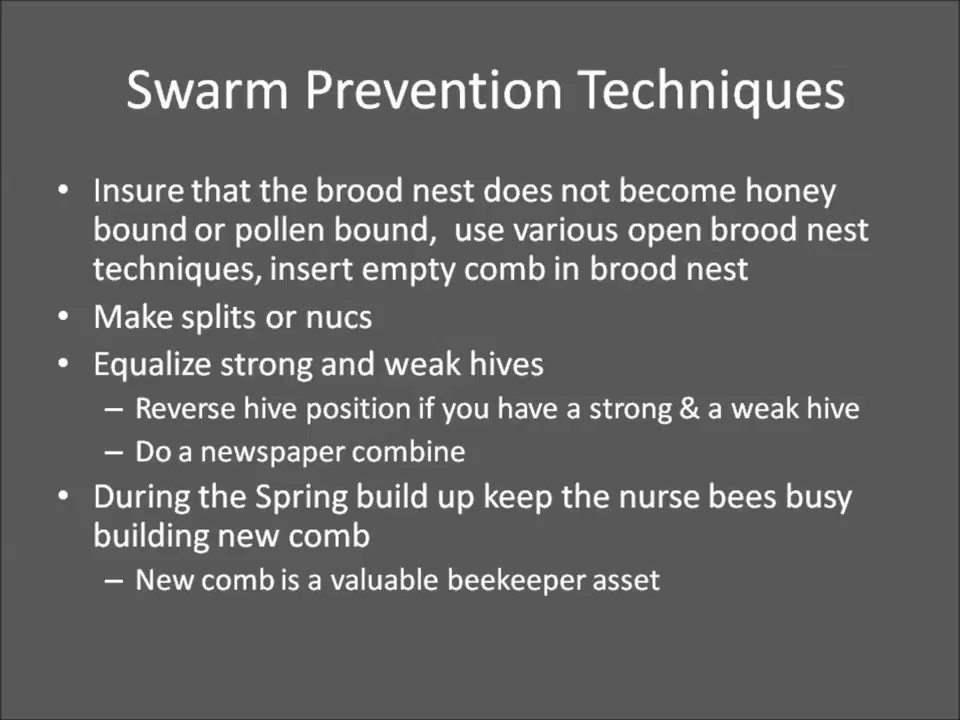 Swarm Prevention Techniques
• Insure that the brood nest does not become honey
bound or pollen bound,  use various open brood nest
techniques, insert empty comb in brood nest
• Make splits or nucs
• Equalize strong and weak hives
– Reverse hive position if you have a strong & a weak hive
– Do a newspaper combine
• During the Spring build up keep the nurse bees busy
building new comb
– New comb is a valuable beekeeper asset